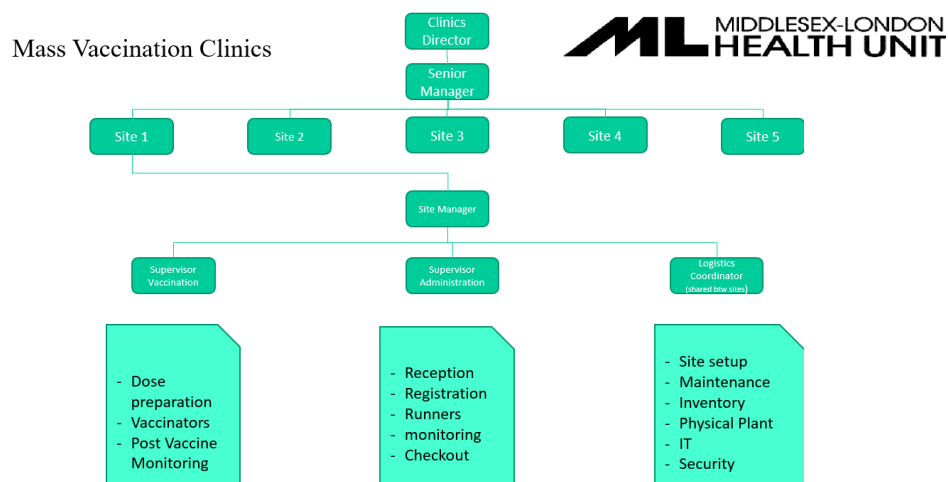 Clinics
Director
Mass Vaccination Clinics
ML MIDDLESEX-LONDON
HEALTH UNIT
Senior
Manager
Site 1
Site 2
Site 3
Site 4
Site 5
Site Manager
Supervisor
Vaccination
Supervisor
Administration
Logistics
Coordinator
(shared btw sites)
- Dose
preparation
- Vaccinators
- Post Vaccine
Monitoring
- Reception
- Registration
- Runners
- monitoring
- Checkout
- Site setup
- Maintenance
- Inventory
- Physical Plant
- IT
- Security